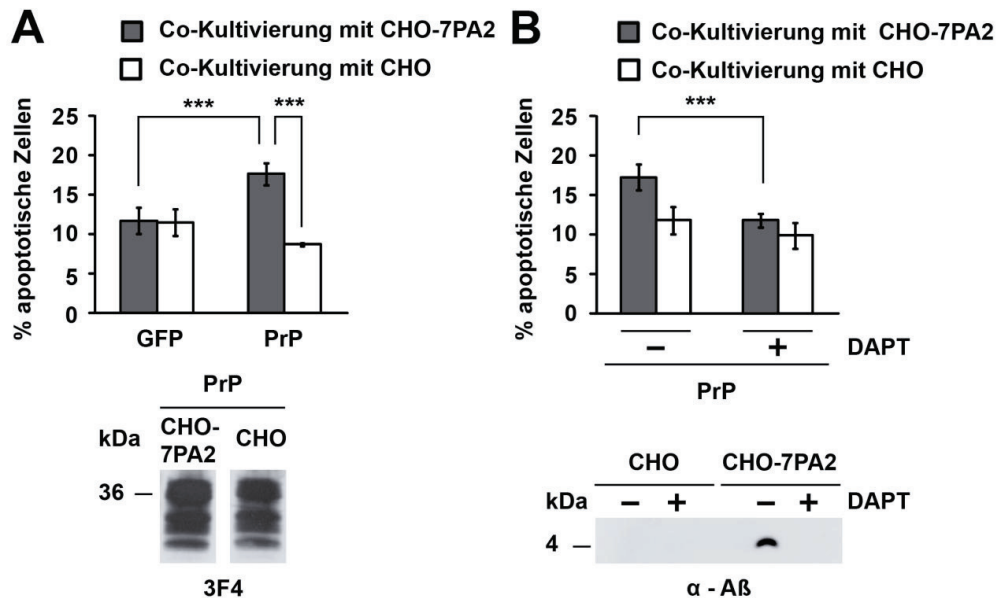 A
Co-Kultivierung mit CHO-7PA2
Co-Kultivierung mit CHO
% apoptotische Zellen
25
20
15
10
5
0
***
***
GFP
PrP
PrP
kDa
CHO-
7PA2
CHO
36
3F4
B
Co-Kultivierung mit CHO-7PA2
Co-Kultivierung mit CHO
% apoptotische Zellen
25
20
15
10
5
0
***
– + DAPT
PrP
CHO CHO-7PA2
kDa – + – + DAPT
4
α - Aß